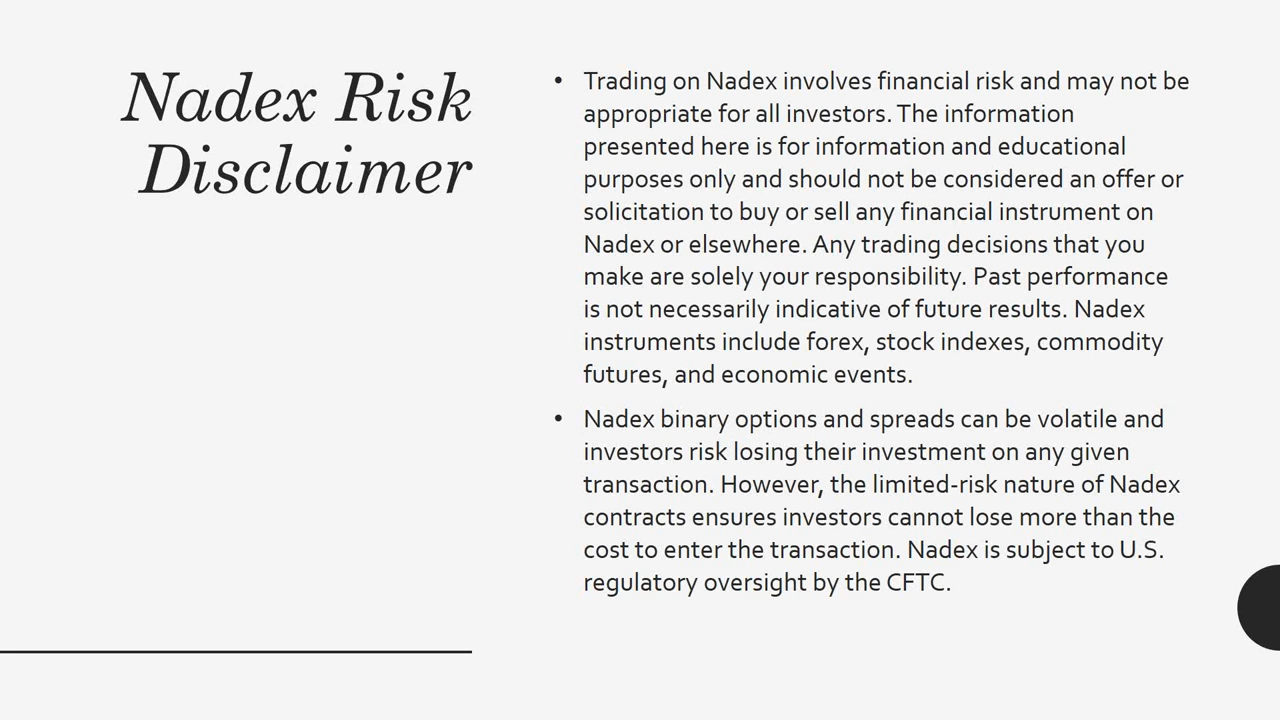 Nadex Risk
Disclaimer
• Trading on Nadex involves financial risk and may not be
appropriate for all investors. The information
presented here is for information and educational
purposes only and should not be considered an offer or
solicitation to buy or sell any financial instrument on
Nadex or elsewhere. Any trading decisions that you
make are solely your responsibility. Past performance
is not necessarily indicative of future results. Nadex
instruments include forex, stock indexes, commodity
futures, and economic events.
• Nadex binary options and spreads can be volatile and
investors risk losing their investment on any given
transaction. However, the limited-risk nature of Nadex
contracts ensures investors cannot lose more than the
cost to enter the transaction. Nadex is subject to U.S.
regulatory oversight by the CFTC.